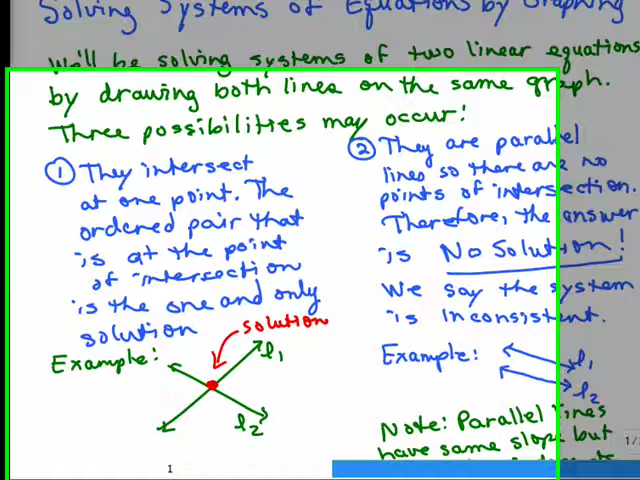 Solving Systems of Equations by Graphing
We'll be solving systems of two linear equations
by drawing both lines on the same graph.
Three possibilities may occur!
① They intersect
at one point. The
ordered pair that
is at the point
of intersection
is the one and only
solution
Example:
solution
l₁
l₂
② They are parallel
lines so there are no
points of intersection.
Therefore, the answer
is No Solution!
We say the system
is inconsistent.
Example:
l₁
l₂
Note: Parallel lines
have same slope but
1
1/